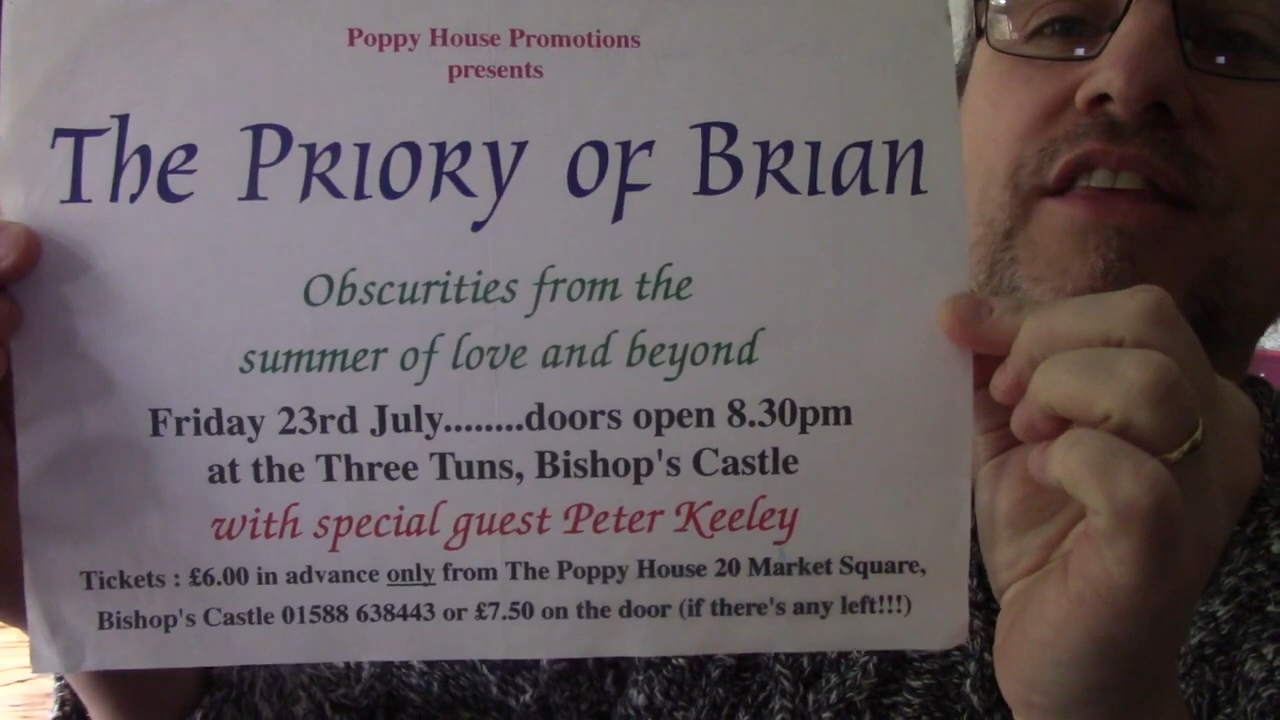 Poppy House Promotions
presents
The Priory of Brian
Obscurities from the
summer of love and beyond
Friday 23rd July........doors open 8.30pm
at the Three Tuns, Bishop's Castle
with special guest Peter Keeley
Tickets : £6.00 in advance only from The Poppy House 20 Market Square,
Bishop's Castle 01588 638443 or £7.50 on the door (if there's any left!!!)